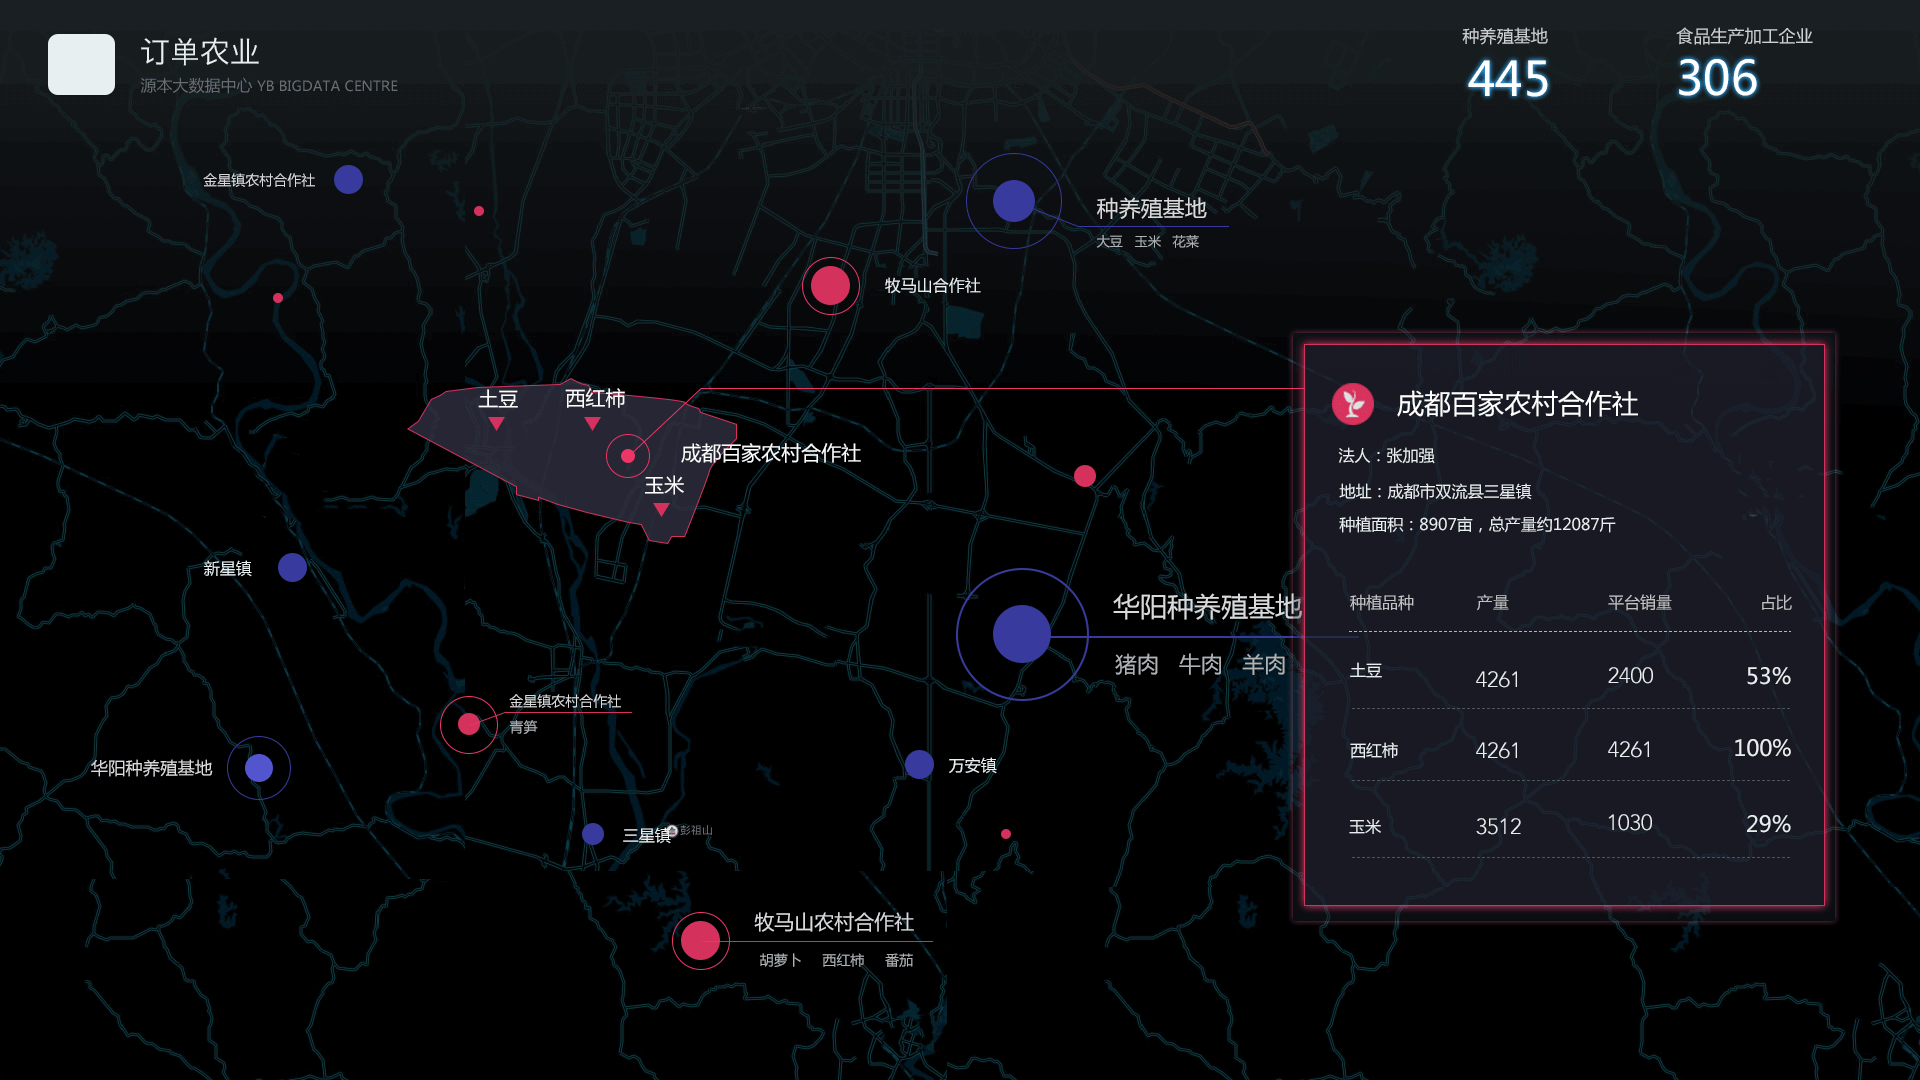 订单农业
源本大数据中心 YB BIGDATA CENTRE
种养殖基地
445
食品生产加工企业
306
金星镇农村合作社
种养殖基地
大豆 玉米 花菜
牧马山合作社
土豆
西红柿
成都百家农村合作社
玉米
新星镇
华阳种养殖基地
猪肉 牛肉 羊肉
金星镇农村合作社
青笋
华阳种养殖基地
万安镇
三星镇
彭祖山
牧马山农村合作社
胡萝卜 西红柿 番茄
成都百家农村合作社
法人：张加强
地址：成都市双流县三星镇
种植面积：8907亩，总产量约12087斤
种植品种 产量 平台销量 占比
土豆 4261 2400 53%
西红柿 4261 4261 100%
玉米 3512 1030 29%